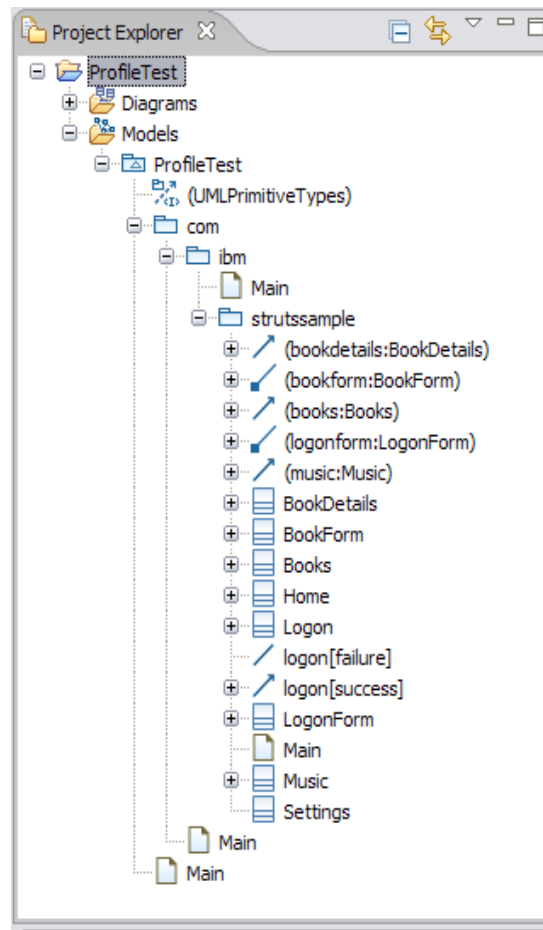 Project Explorer
ProfileTest
Diagrams
Models
ProfileTest
(UMLPrimitiveTypes)
com
ibm
Main
strutssample
(bookdetails:BookDetails)
(bookform:BookForm)
(books:Books)
(logonform:LogonForm)
(music:Music)
BookDetails
BookForm
Books
Home
Logon
logon[failure]
logon[success]
LogonForm
Main
Music
Settings
Main
Main